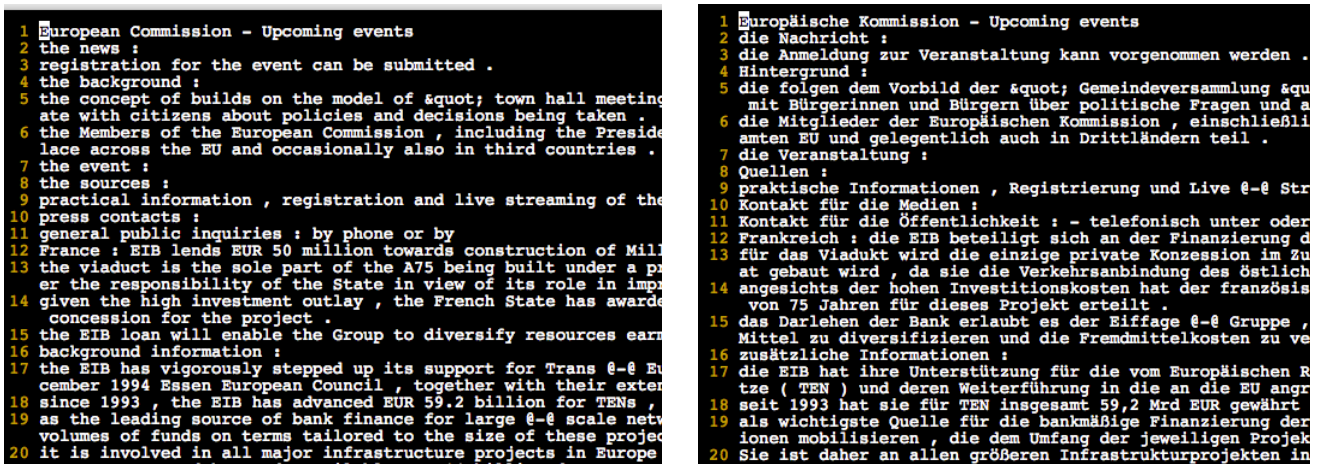 1 European Commission – Upcoming events
2 the news :
3 registration for the event can be submitted .
4 the background :
5 the concept of builds on the model of &quot; town hall meeting
ate with citizens about policies and decisions being taken .
6 the Members of the European Commission , including the Preside
lace across the EU and occasionally also in third countries .
7 the event :
8 the sources :
9 practical information , registration and live streaming of the
10 press contacts :
11 general public inquiries : by phone or by
12 France : EIB lends EUR 50 million towards construction of Mill
13 the viaduct is the sole part of the A75 being built under a pr
er the responsibility of the State in view of its role in impr
14 given the high investment outlay , the French State has awarde
concession for the project .
15 the EIB loan will enable the Group to diversify resources earn
16 background information :
17 the EIB has vigorously stepped up its support for Trans @-@ Eu
cember 1994 Essen European Council , together with their exter
18 since 1993 , the EIB has advanced EUR 59.2 billion for TENs ,
19 as the leading source of bank finance for large @-@ scale netw
volumes of funds on terms tailored to the size of these projec
20 it is involved in all major infrastructure projects in Europe
1 Europäische Kommission – Upcoming events
2 die Nachricht :
3 die Anmeldung zur Veranstaltung kann vorgenommen werden .
4 Hintergrund :
5 die folgen dem Vorbild der &quot; Gemeindeversammlung &qu
mit Bürgerinnen und Bürgern über politische Fragen und a
6 die Mitglieder der Europäischen Kommission , einschließli
amten EU und gelegentlich auch in Drittländern teil .
7 die Veranstaltung :
8 Quellen :
9 praktische Informationen , Registrierung und Live @-@ Str
10 Kontakt für die Medien :
11 Kontakt für die Öffentlichkeit : – telefonisch unter oder
12 Frankreich : die EIB beteiligt sich an der Finanzierung d
13 für das Viadukt wird die einzige private Konzession im Zu
at gebaut wird , da sie die Verkehrsanbindung des östlich
14 angesichts der hohen Investitionskosten hat der französis
von 75 Jahren für dieses Projekt erteilt .
15 das Darlehen der Bank erlaubt es der Eiffage @-@ Gruppe ,
Mittel zu diversifizieren und die Fremdmittelkosten zu ve
16 zusätzliche Informationen :
17 die EIB hat ihre Unterstützung für die vom Europäischen R
tze ( TEN ) und deren Weiterführung in die an die EU angr
18 seit 1993 hat sie für TEN insgesamt 59,2 Mrd EUR gewährt
19 als wichtigste Quelle für die bankmäßige Finanzierung der
ionen mobilisieren , die dem Umfang der jeweiligen Projek
20 Sie ist daher an allen größeren Infrastrukturprojekten in